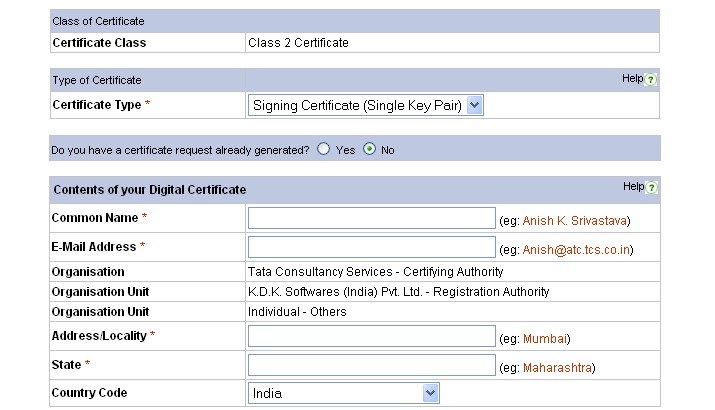 Class of Certificate
Certificate Class Class 2 Certificate
Type of Certificate Help ?
Certificate Type * Signing Certificate (Single Key Pair)
Do you have a certificate request already generated? Yes No
Contents of your Digital Certificate Help ?
Common Name * (eg: Anish K. Srivastava)
E-Mail Address * (eg: Anish@atc.tcs.co.in)
Organisation Tata Consultancy Services - Certifying Authority
Organisation Unit K.D.K. Softwares (India) Pvt. Ltd. - Registration Authority
Organisation Unit Individual - Others
Address/Locality * (eg: Mumbai)
State * (eg: Maharashtra)
Country Code India